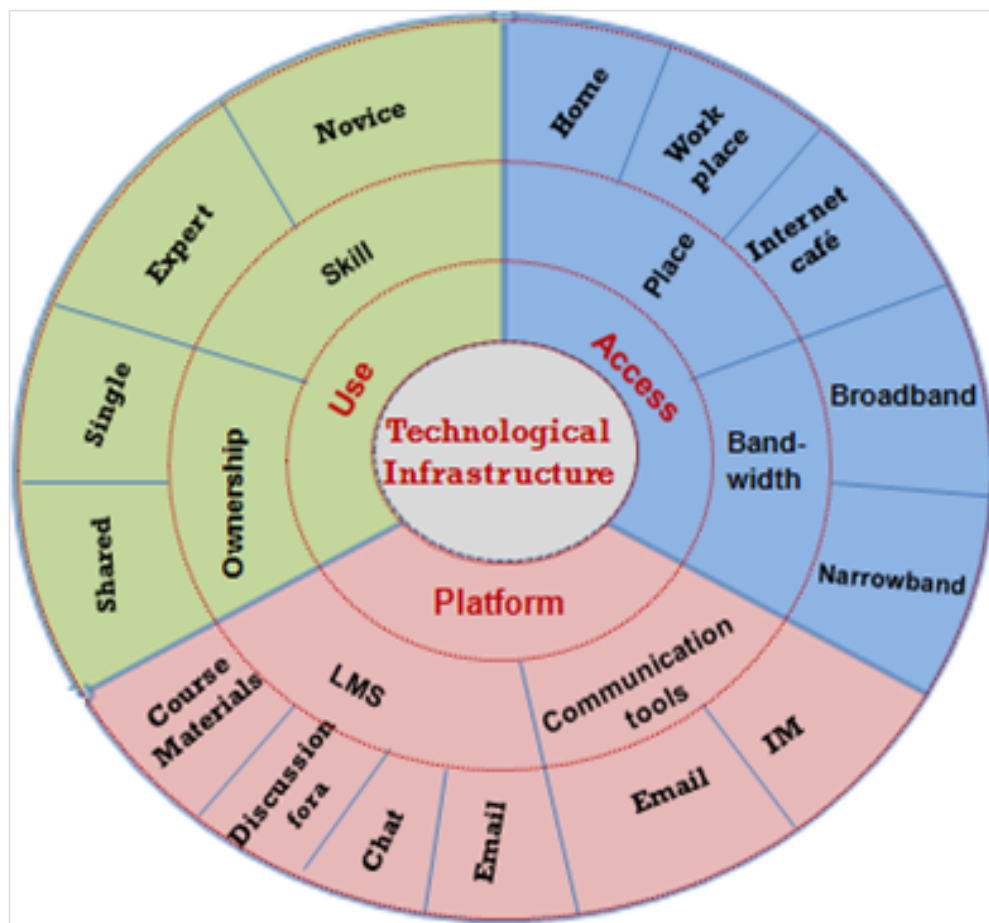 Technological
Infrastructure
Use
Skill
Novice
Expert
Ownership
Single
Shared
Access
Place
Home
Work
place
Internet
café
Band-
width
Broadband
Narrowband
Platform
LMS
Course
Materials
Discussion
fora
Chat
Email
Communication
tools
Email
IM